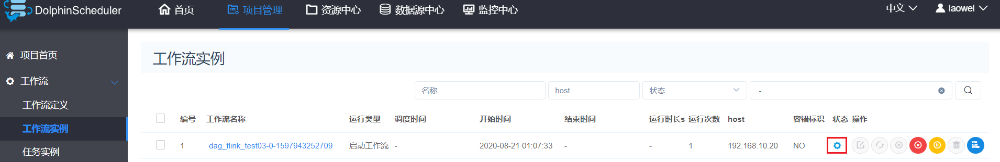 DolphinScheduler 首页 项目管理 资源中心 数据源中心 监控中心 中文 laowei
项目首页
工作流
工作流定义
工作流实例
任务实例
工作流实例
名称 host 状态 -
编号 工作流名称 运行类型 调度时间 开始时间 结束时间 运行时长s 运行次数 host 容错标识 状态 操作
1 dag_flink_test03-0-1597943252709 启动工作流 - 2020-08-21 01:07:33 - - 1 192.168.10.20 NO